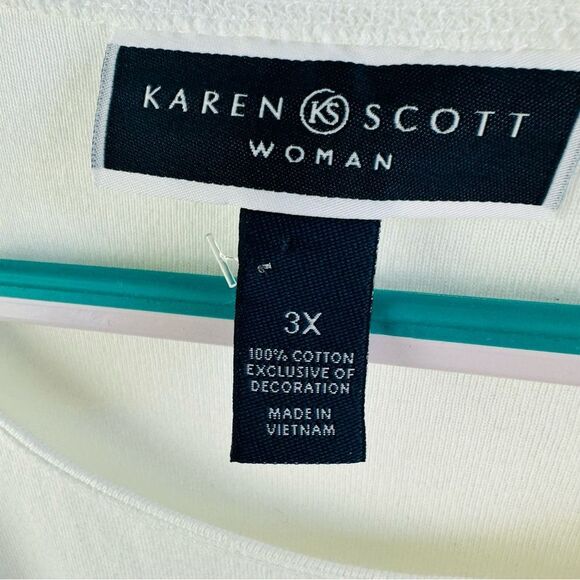 KAREN KS SCOTT
WOMAN
3X
100% COTTON
EXCLUSIVE OF
DECORATION
MADE IN
VIETNAM